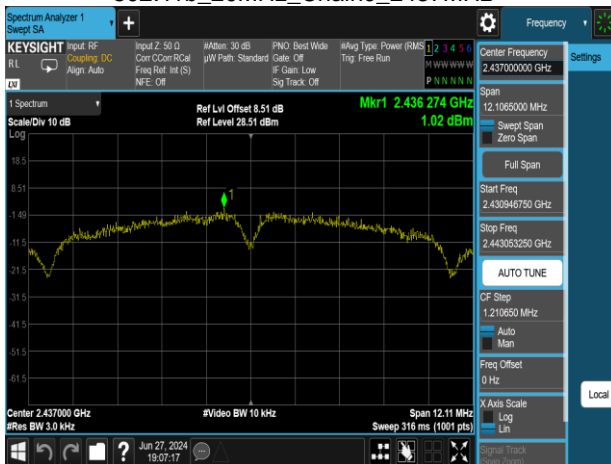 Spectrum Analyzer 1
Swept SA
Frequency
KEYSIGHT
RL
LXI
Input: RF
Coupling: DC
Align: Auto
Input Z: 50 Ω
Corr CCorr RCal
Freq Ref: Int (S)
NFE: Off
#Atten: 30 dB
µW Path: Standard
PNO: Best Wide
Gate: Off
IF Gain: Low
Sig Track: Off
#Avg Type: Power (RMS
Trig: Free Run
1 2 3 4 5 6
M W W W W W
P N N N N N
1 Spectrum
Scale/Div 10 dB
Log
Ref Lvl Offset 8.51 dB
Ref Level 28.51 dBm
Mkr1 2.436 274 GHz
1.02 dBm
18.5
8.51
-1.49
-11.5
-21.5
-31.5
-41.5
-51.5
-61.5
1
Center 2.437000 GHz
#Res BW 3.0 kHz
#Video BW 10 kHz
Span 12.11 MHz
Sweep 316 ms (1001 pts)
Jun 27, 2024
19:07:17
Center Frequency
2.437000000 GHz
Span
12.1065000 MHz
Swept Span
Zero Span
Full Span
Start Freq
2.430946750 GHz
Stop Freq
2.443053250 GHz
AUTO TUNE
CF Step
1.210650 MHz
Auto
Man
Freq Offset
0 Hz
X Axis Scale
Log
Lin
Signal Track
(Span Zoom)
Settings
Local